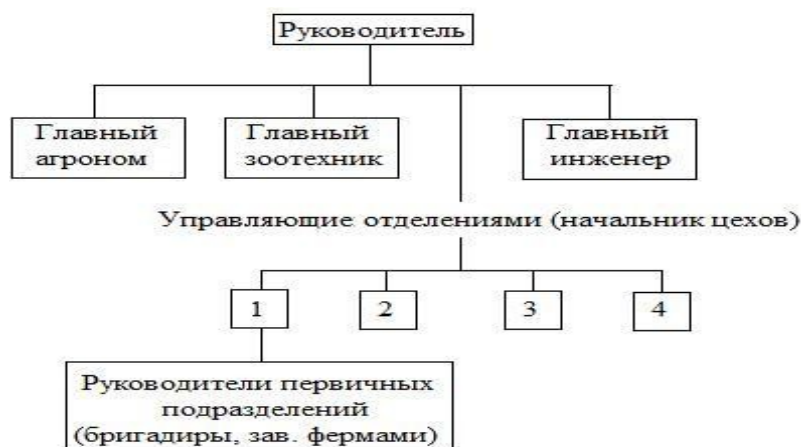 Руководитель
Главный
агроном
Главный
зоотехник
Главный
инженер
Управляющие отделениями (начальник цехов)
1
2
3
4
Руководители первичных
подразделений
(бригадиры, зав. фермами)